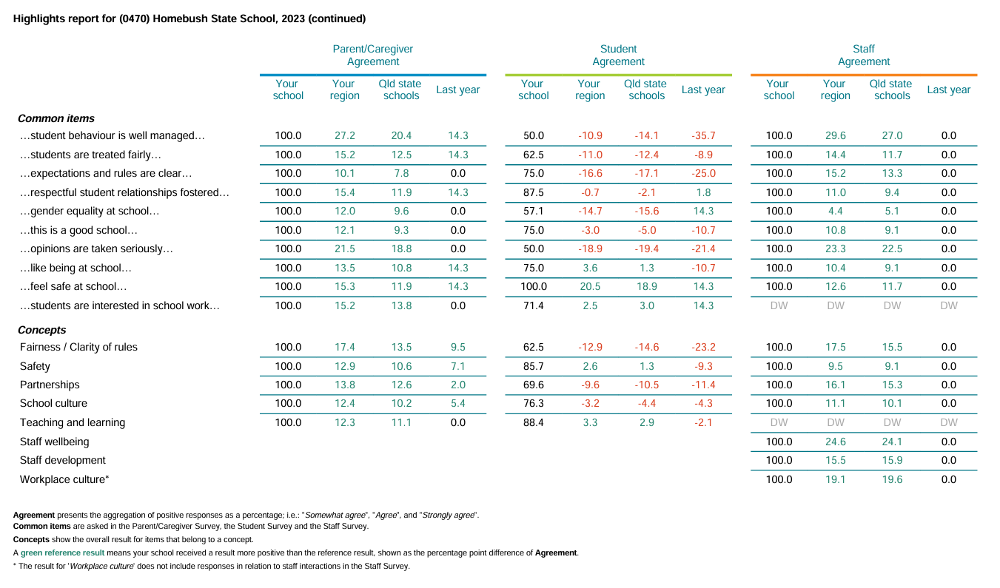 Highlights report for (0470) Homebush State School, 2023 (continued)
Parent/Caregiver Agreement Student Agreement Staff Agreement
Your school Your region Qld state schools Last year Your school Your region Qld state schools Last year Your school Your region Qld state schools Last year
Common items
…student behaviour is well managed… 100.0 27.2 20.4 14.3 50.0 -10.9 -14.1 -35.7 100.0 29.6 27.0 0.0
…students are treated fairly… 100.0 15.2 12.5 14.3 62.5 -11.0 -12.4 -8.9 100.0 14.4 11.7 0.0
…expectations and rules are clear… 100.0 10.1 7.8 0.0 75.0 -16.6 -17.1 -25.0 100.0 15.2 13.3 0.0
…respectful student relationships fostered… 100.0 15.4 11.9 14.3 87.5 -0.7 -2.1 1.8 100.0 11.0 9.4 0.0
…gender equality at school… 100.0 12.0 9.6 0.0 57.1 -14.7 -15.6 14.3 100.0 4.4 5.1 0.0
…this is a good school… 100.0 12.1 9.3 0.0 75.0 -3.0 -5.0 -10.7 100.0 10.8 9.1 0.0
…opinions are taken seriously… 100.0 21.5 18.8 0.0 50.0 -18.9 -19.4 -21.4 100.0 23.3 22.5 0.0
…like being at school… 100.0 13.5 10.8 14.3 75.0 3.6 1.3 -10.7 100.0 10.4 9.1 0.0
…feel safe at school… 100.0 15.3 11.9 14.3 100.0 20.5 18.9 14.3 100.0 12.6 11.7 0.0
…students are interested in school work… 100.0 15.2 13.8 0.0 71.4 2.5 3.0 14.3 DW DW DW DW
Concepts
Fairness / Clarity of rules 100.0 17.4 13.5 9.5 62.5 -12.9 -14.6 -23.2 100.0 17.5 15.5 0.0
Safety 100.0 12.9 10.6 7.1 85.7 2.6 1.3 -9.3 100.0 9.5 9.1 0.0
Partnerships 100.0 13.8 12.6 2.0 69.6 -9.6 -10.5 -11.4 100.0 16.1 15.3 0.0
School culture 100.0 12.4 10.2 5.4 76.3 -3.2 -4.4 -4.3 100.0 11.1 10.1 0.0
Teaching and learning 100.0 12.3 11.1 0.0 88.4 3.3 2.9 -2.1 DW DW DW DW
Staff wellbeing 100.0 24.6 24.1 0.0
Staff development 100.0 15.5 15.9 0.0
Workplace culture* 100.0 19.1 19.6 0.0
Agreement presents the aggregation of positive responses as a percentage; i.e.: "Somewhat agree", "Agree", and "Strongly agree".
Common items are asked in the Parent/Caregiver Survey, the Student Survey and the Staff Survey.
Concepts show the overall result for items that belong to a concept.
A green reference result means your school received a result more positive than the reference result, shown as the percentage point difference of Agreement.
* The result for 'Workplace culture' does not include responses in relation to staff interactions in the Staff Survey.